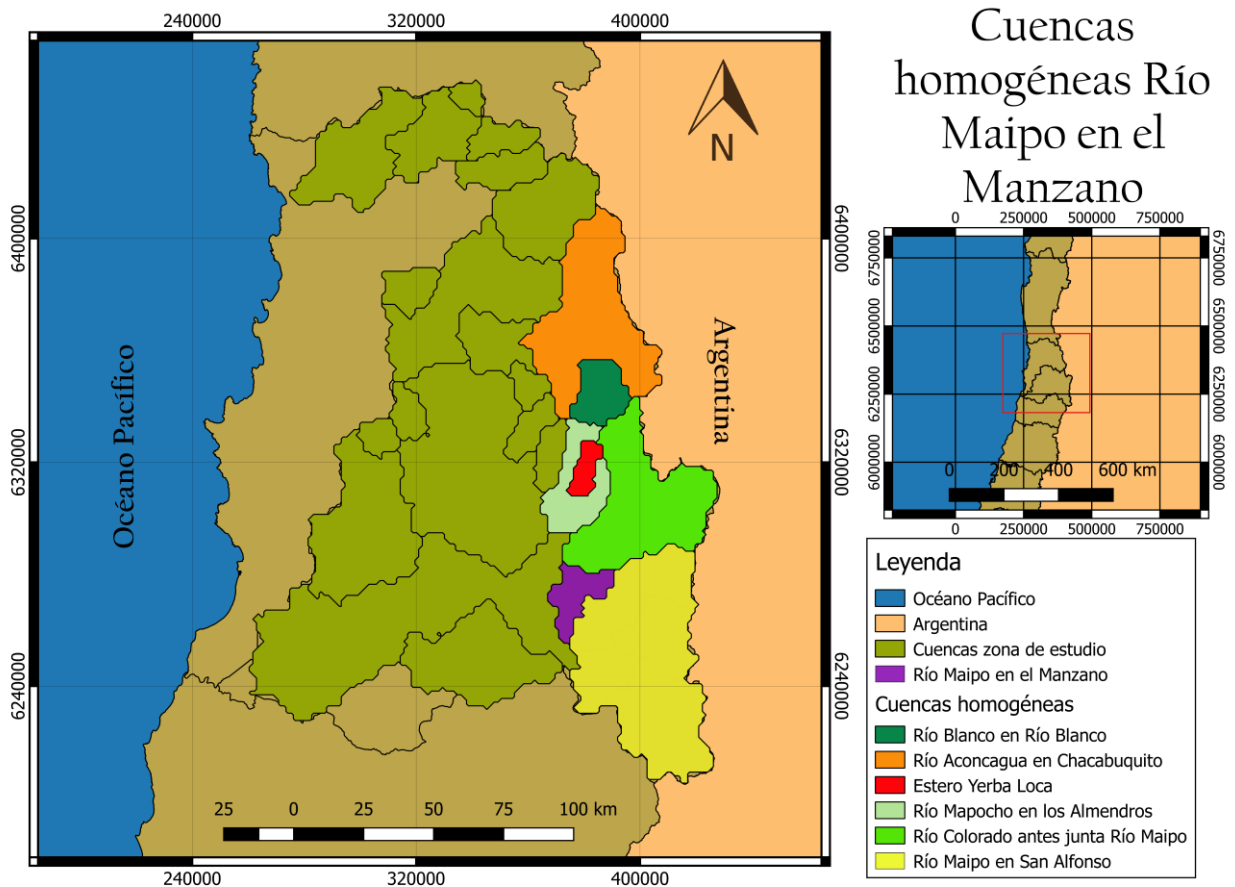 240000
320000
400000
6400000
6320000
6240000
6400000
6320000
6240000
Océano Pacífico
Argentina
N
25
0
25
50
75
100 km
240000
320000
400000
Cuencas
homogéneas Río
Maipo en el
Manzano
0
250000
500000
750000
6750000
6500000
6250000
6000000
6750000
6500000
6250000
6000000
0
200
400
600 km
0
250000
500000
750000
Leyenda
Océano Pacífico
Argentina
Cuencas zona de estudio
Río Maipo en el Manzano
Cuencas homogéneas
Río Blanco en Río Blanco
Río Aconcagua en Chacabuquito
Estero Yerba Loca
Río Mapocho en los Almendros
Río Colorado antes junta Río Maipo
Río Maipo en San Alfonso